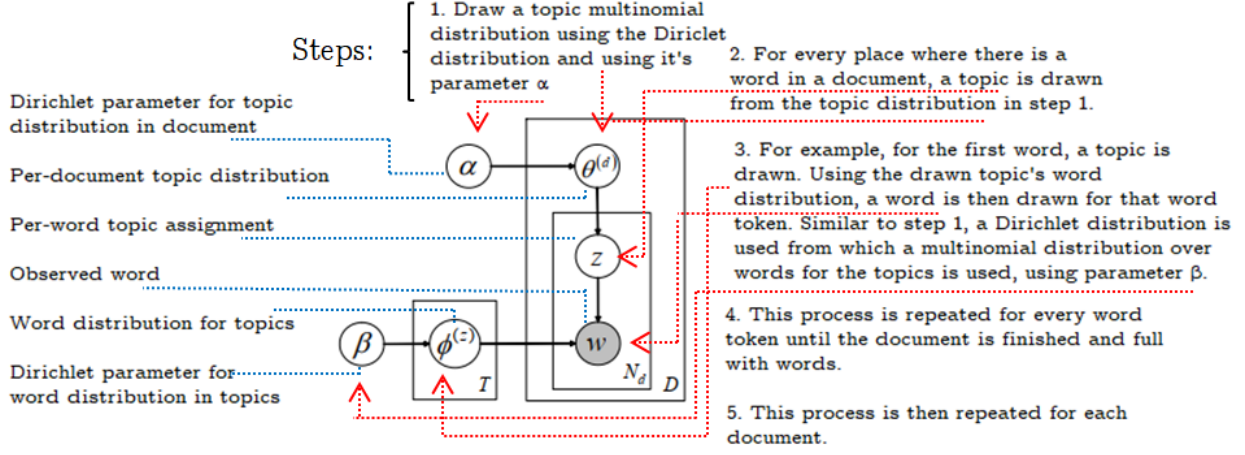 Steps:
1. Draw a topic multinomial
distribution using the Diriclet
distribution and using it's
parameter α
2. For every place where there is a
word in a document, a topic is drawn
from the topic distribution in step 1.
Dirichlet parameter for topic
distribution in document
Per-document topic distribution
Per-word topic assignment
Observed word
Word distribution for topics
Dirichlet parameter for
word distribution in topics
α
θ(d)
z
β
ϕ(z)
w
T
N_d
D
3. For example, for the first word, a topic is
drawn. Using the drawn topic's word
distribution, a word is then drawn for that word
token. Similar to step 1, a Dirichlet distribution is
used from which a multinomial distribution over
words for the topics is used, using parameter β.
4. This process is repeated for every word
token until the document is finished and full
with words.
5. This process is then repeated for each
document.